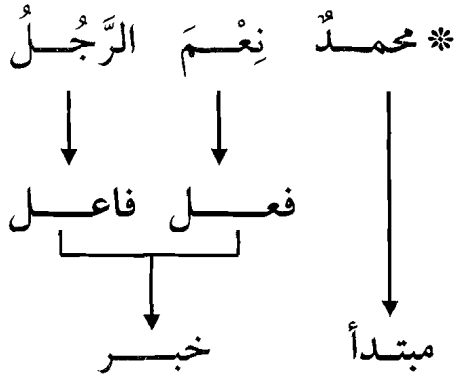 * محمدٌ نِعْمَ الرَّجُلُ
فعل فاعل
مبتدأ خبر